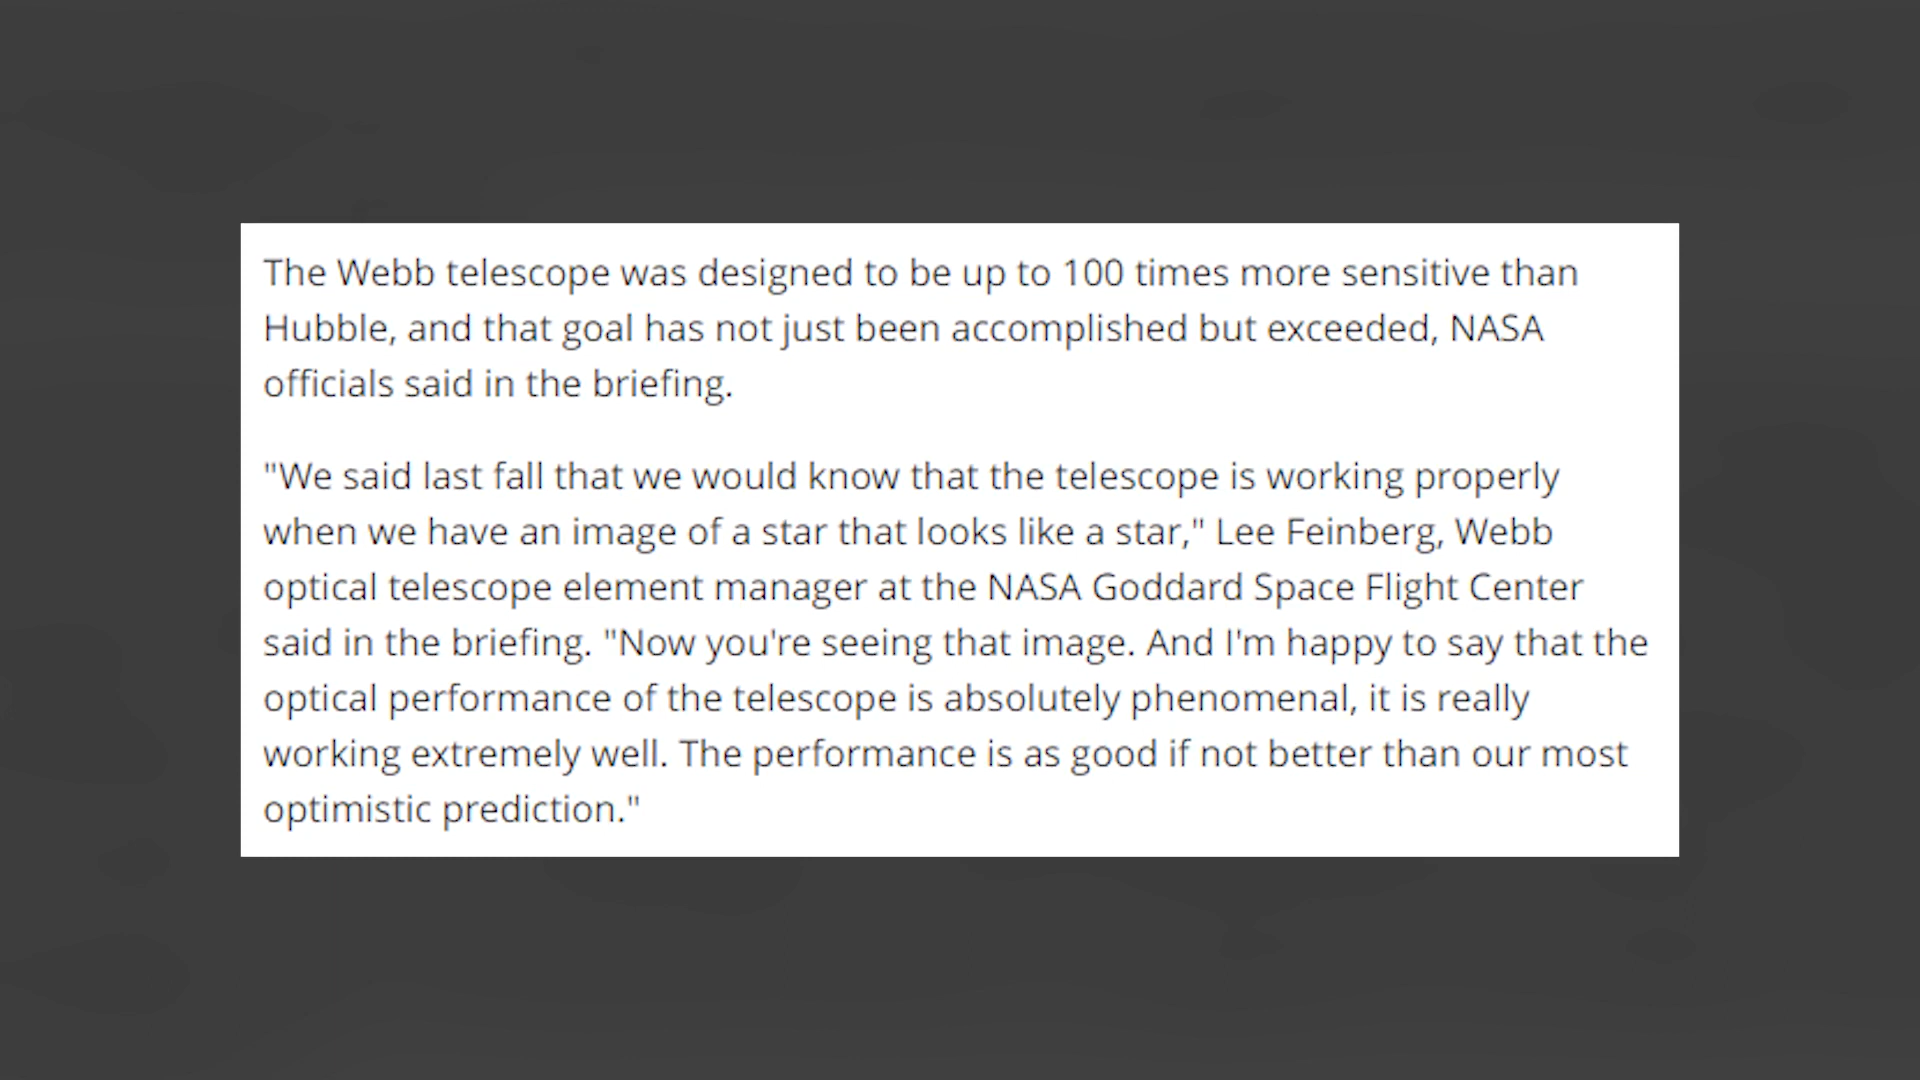 The Webb telescope was designed to be up to 100 times more sensitive than
Hubble, and that goal has not just been accomplished but exceeded, NASA
officials said in the briefing.
"We said last fall that we would know that the telescope is working properly
when we have an image of a star that looks like a star," Lee Feinberg, Webb
optical telescope element manager at the NASA Goddard Space Flight Center
said in the briefing. "Now you're seeing that image. And I'm happy to say that the
optical performance of the telescope is absolutely phenomenal, it is really
working extremely well. The performance is as good if not better than our most
optimistic prediction."